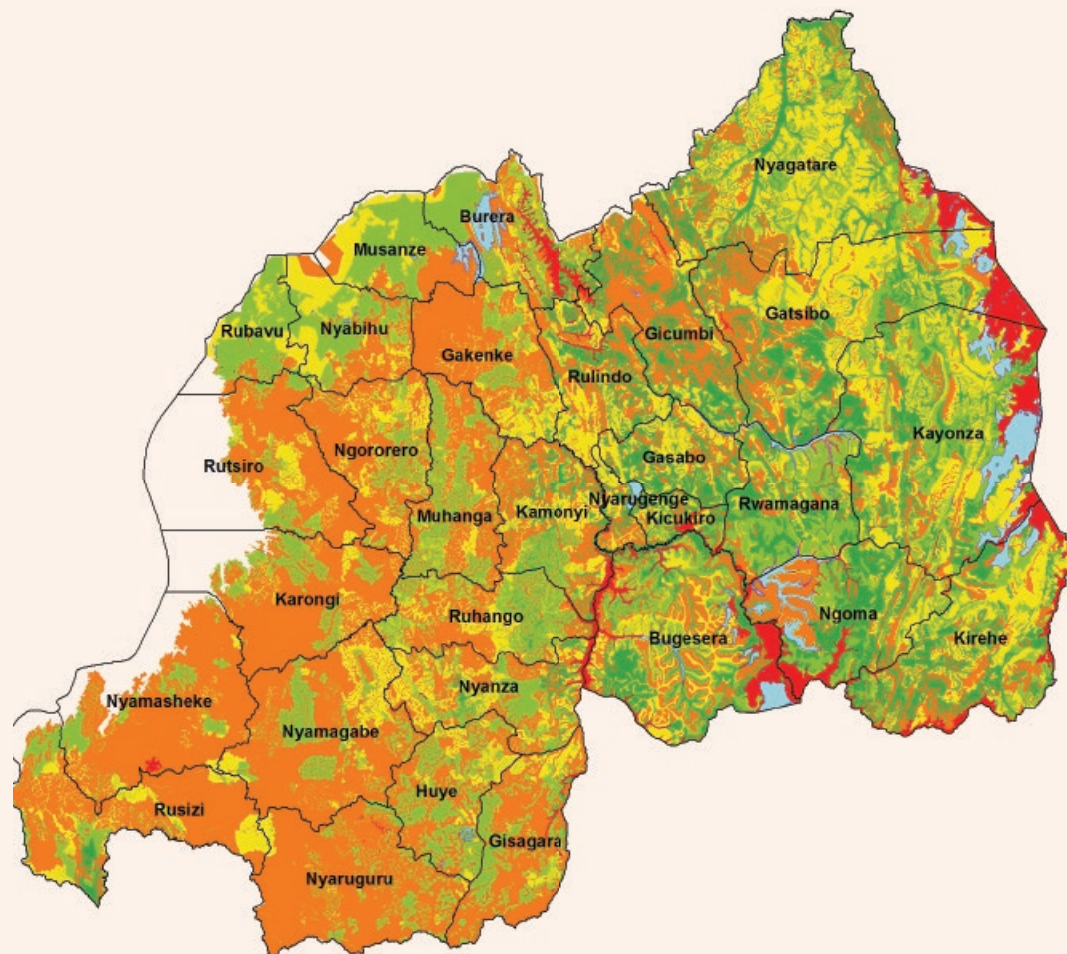 Nyagatare
Burera
Musanze
Rubavu
Nyabihu
Gakenke
Gicumbi
Gatsibo
Rulindo
Rutsiro
Ngororero
Gasabo
Kayonza
Muhanga
Kamonyi
Nyarugenge
Kicukiro
Rwamagana
Karongi
Ruhango
Bugesera
Ngoma
Kirehe
Nyamasheke
Nyanza
Nyamagabe
Rusizi
Huye
Gisagara
Nyaruguru